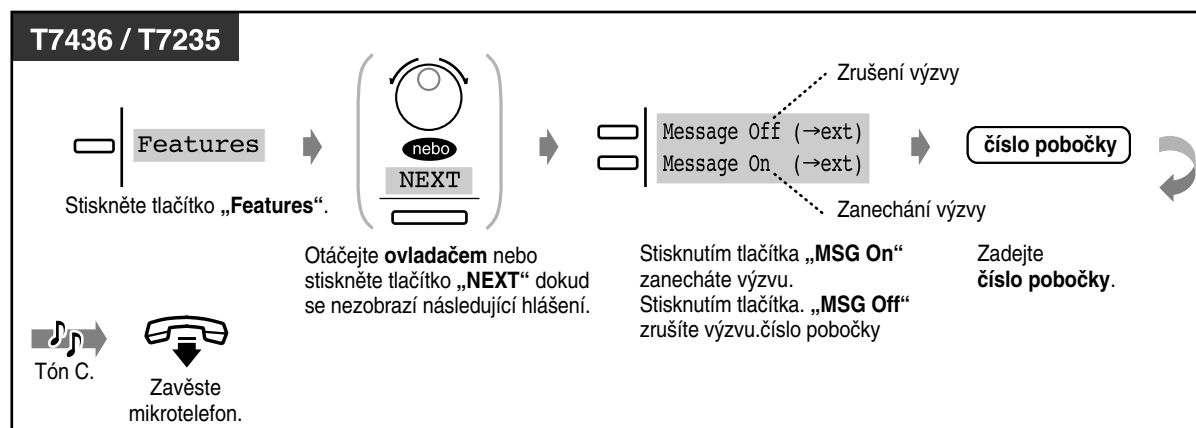 T7436 / T7235
Features
Stiskněte tlačítko „Features“.
nebo
NEXT
Otáčejte ovladačem nebo
stiskněte tlačítko „NEXT“ dokud
se nezobrazí následující hlášení.
Zrušení výzvy
Message Off (→ext)
Message On (→ext)
Zanechání výzvy
Stisknutím tlačítka „MSG On“
zanecháte výzvu.
Stisknutím tlačítka. „MSG Off“
zrušíte výzvu.číslo pobočky
číslo pobočky
Zadejte
číslo pobočky.
Tón C.
Zavěste
mikrotelefon.